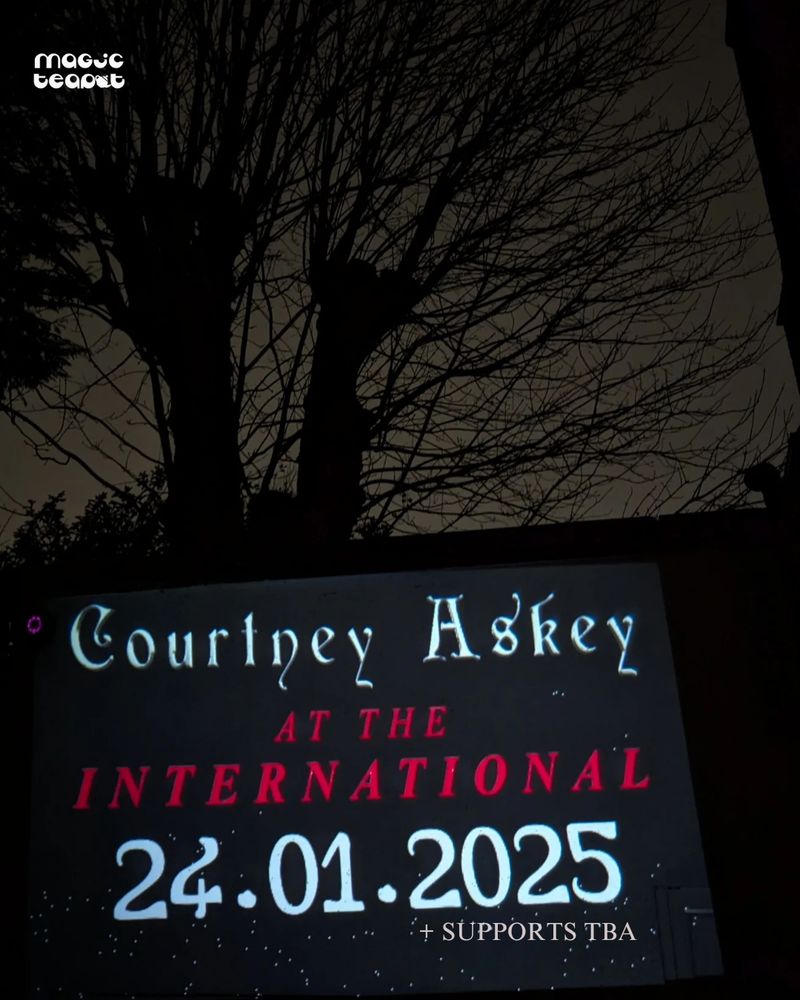 magic
teapot
Courtney Askey
AT THE
INTERNATIONAL
24.01.2025
+ SUPPORTS TBA